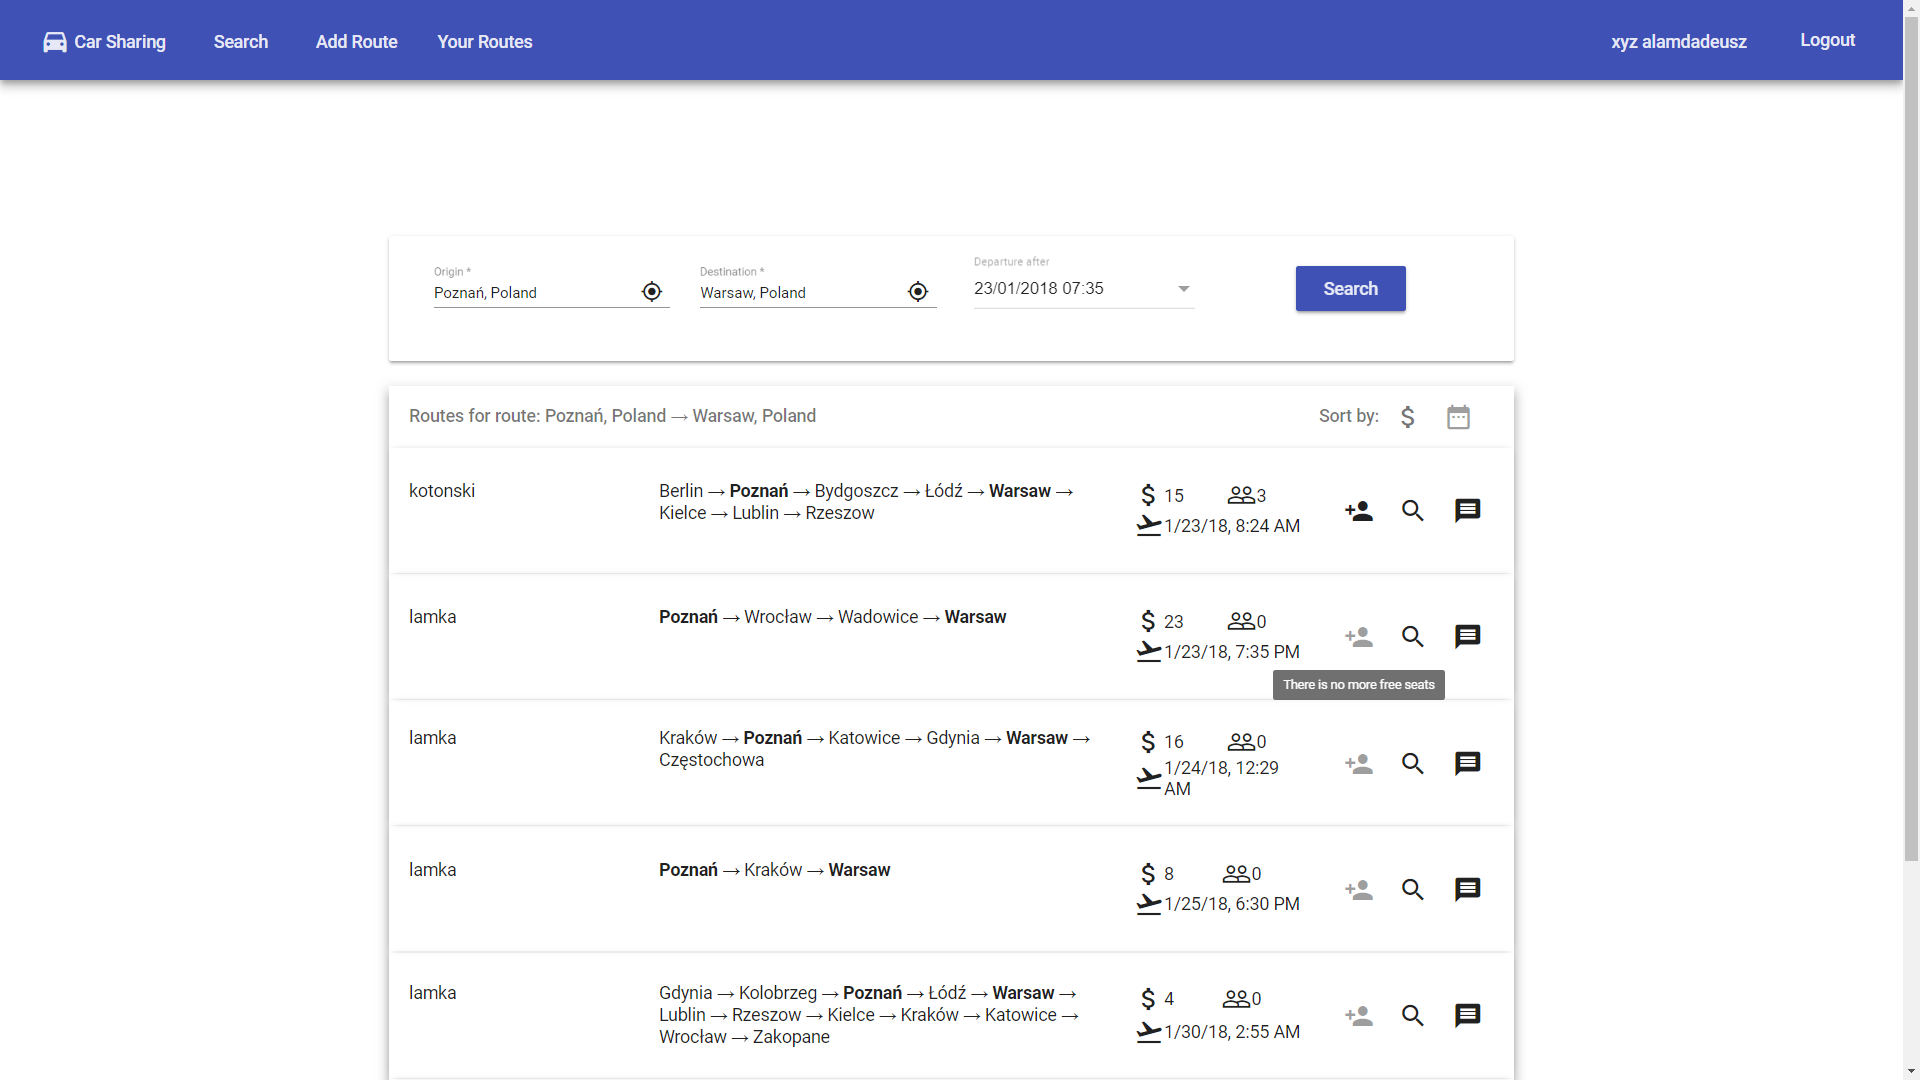 Car Sharing Search Add Route Your Routes xyz alamdadeusz Logout
Origin * Destination * Departure after
Poznań, Poland Warsaw, Poland 23/01/2018 07:35 Search
Routes for route: Poznań, Poland → Warsaw, Poland Sort by:
kotonski Berlin → Poznań → Bydgoszcz → Łódź → Warsaw → 15 3
Kielce → Lublin → Rzeszow 1/23/18, 8:24 AM
lamka Poznań → Wrocław → Wadowice → Warsaw 23 0
1/23/18, 7:35 PM
There is no more free seats
lamka Kraków → Poznań → Katowice → Gdynia → Warsaw → 16 0
Częstochowa 1/24/18, 12:29
AM
lamka Poznań → Kraków → Warsaw 8 0
1/25/18, 6:30 PM
lamka Gdynia → Kolobrzeg → Poznań → Łódź → Warsaw → 4 0
Lublin → Rzeszow → Kielce → Kraków → Katowice → 1/30/18, 2:55 AM
Wrocław → Zakopane